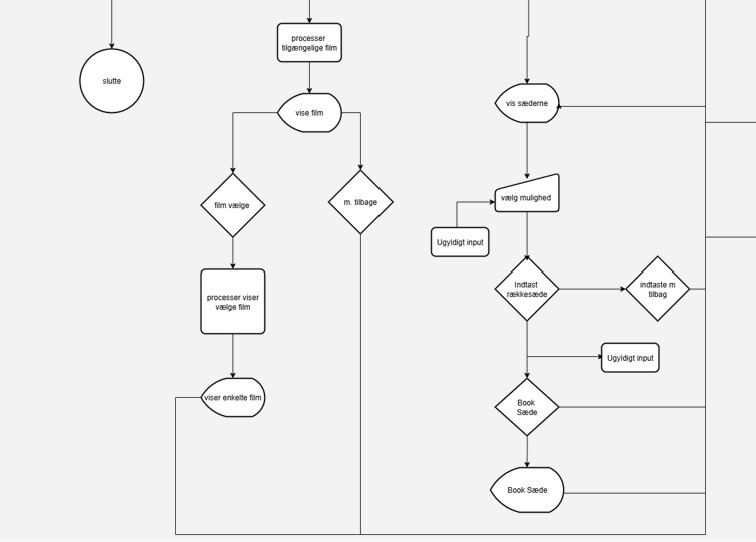 processer
tilgængelige film
slutte
vise film
vis sæderne
film vælge
m. tilbage
vælg mulighed
Ugyldigt input
processer viser
vælge film
Indtast
rækkesæde
indtaste m
tilbag
Ugyldigt input
viser enkelte film
Book
Sæde
Book Sæde